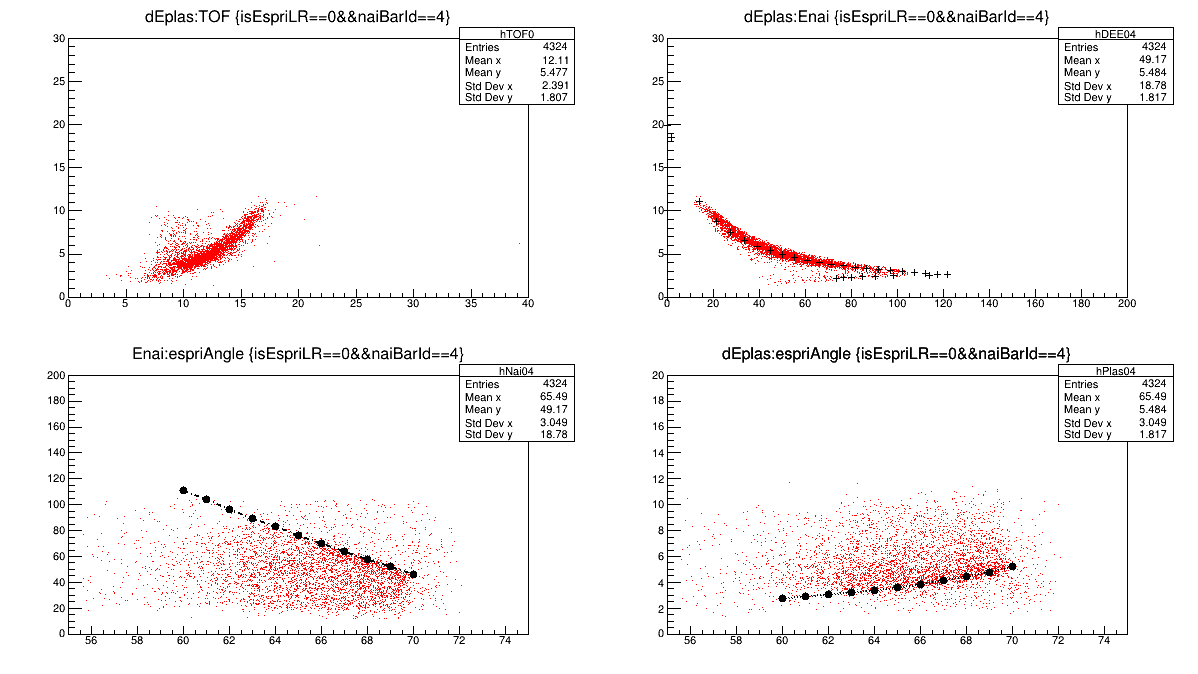 dEplas:TOF {isEspriLR==0&&naiBarId==4}
hTOF0
Entries 4324
Mean x 12.11
Mean y 5.477
Std Dev x 2.391
Std Dev y 1.807
30
25
20
15
10
5
0
0 5 10 15 20 25 30 35 40
dEplas:Enai {isEspriLR==0&&naiBarId==4}
hDEE04
Entries 4324
Mean x 49.17
Mean y 5.484
Std Dev x 18.78
Std Dev y 1.817
30
25
20
15
10
5
0
0 20 40 60 80 100 120 140 160 180 200
Enai:espriAngle {isEspriLR==0&&naiBarId==4}
hNai04
Entries 4324
Mean x 65.49
Mean y 49.17
Std Dev x 3.049
Std Dev y 18.78
200
180
160
140
120
100
80
60
40
20
0
56 58 60 62 64 66 68 70 72 74
dEplas:espriAngle {isEspriLR==0&&naiBarId==4}
hPlas04
Entries 4324
Mean x 65.49
Mean y 5.484
Std Dev x 3.049
Std Dev y 1.817
20
18
16
14
12
10
8
6
4
2
0
56 58 60 62 64 66 68 70 72 74